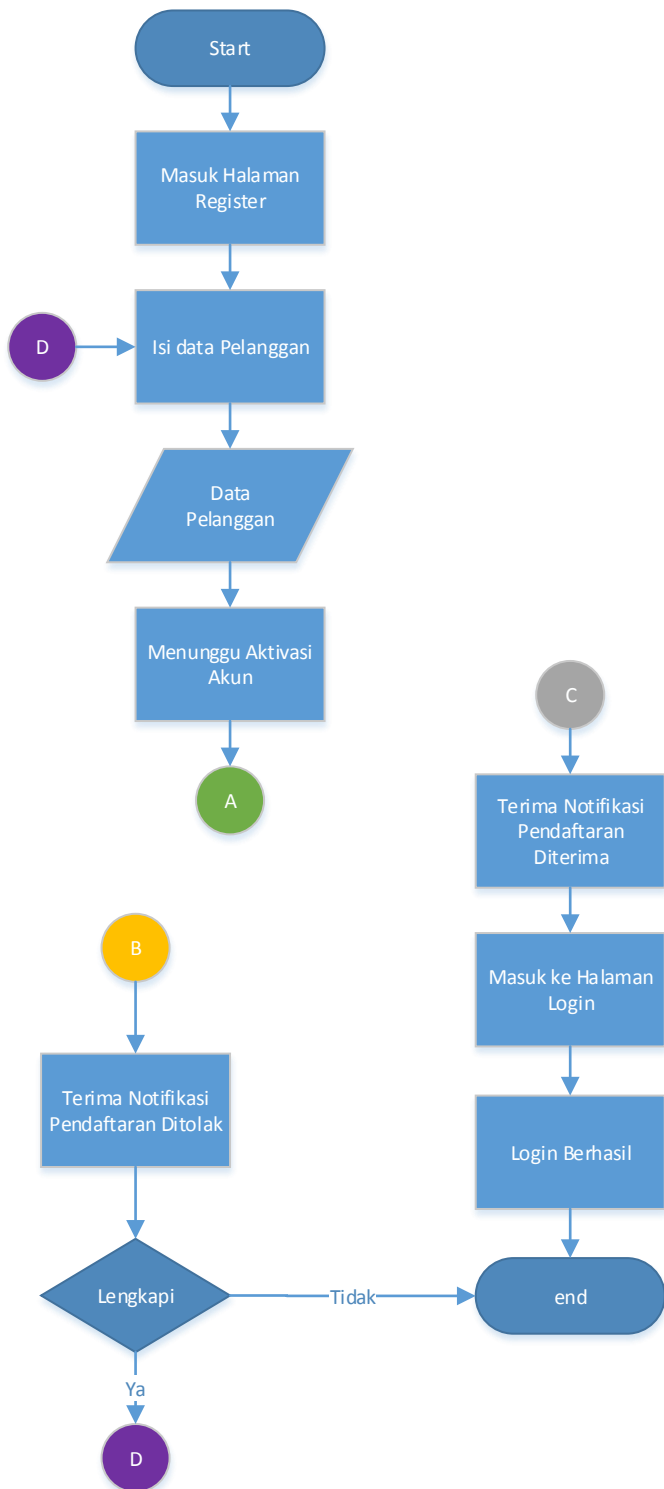 Start
Masuk Halaman
Register
D
Isi data Pelanggan
Data
Pelanggan
Menunggu Aktivasi
Akun
A
C
Terima Notifikasi
Pendaftaran
Diterima
Masuk ke Halaman
Login
Login Berhasil
end
B
Terima Notifikasi
Pendaftaran Ditolak
Lengkapi
Tidak
Ya
D